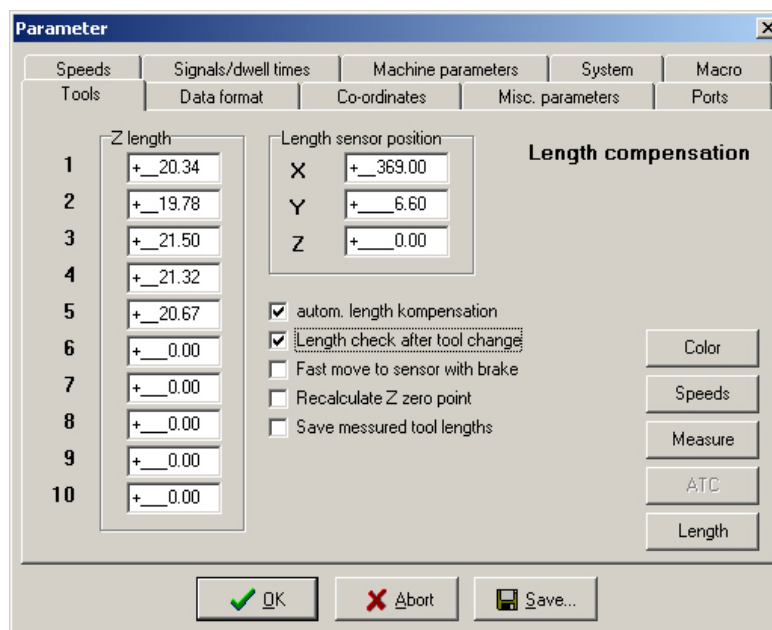 Parameter
Speeds Signals/dwell times Machine parameters System Macro
Tools Data format Co-ordinates Misc. parameters Ports
Z length Length sensor position
Length compensation
1 +__20.34 X +__369.00
2 +__19.78 Y +____6.60
3 +__21.50 Z +____0.00
4 +__21.32
5 +__20.67 autom. length kompensation
6 +___0.00 Length check after tool change Color
7 +___0.00 Fast move to sensor with brake Speeds
8 +___0.00 Recalculate Z zero point Measure
9 +___0.00 Save messured tool lengths ATC
10 +___0.00 Length
OK Abort Save...